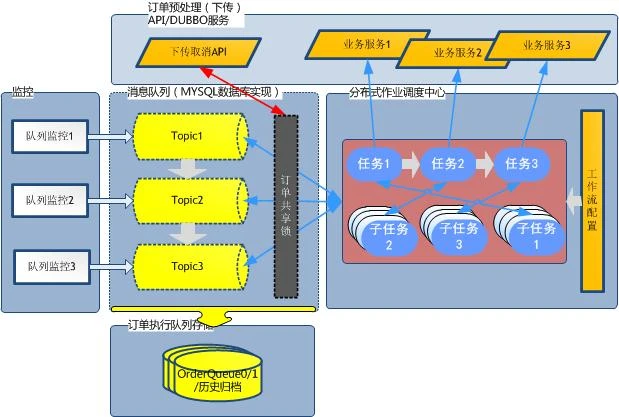 订单预处理（下传）
API/DUBBO服务
下传取消API
业务服务1
业务服务2
业务服务3
监控
消息队列（MYSQL数据库实现）
分布式作业调度中心
队列监控1
Topic1
任务1
任务2
任务3
队列监控2
Topic2
订单共享锁
工作流配置
子任务
2
子任务
3
子任务
1
队列监控3
Topic3
订单执行队列存储
OrderQueue0/1
/历史归档